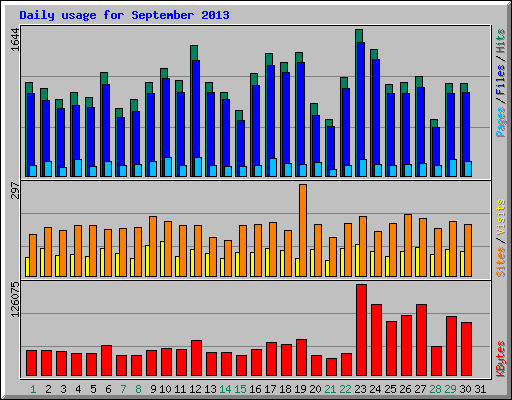 Daily usage for September 2013
1644
Pages / Files / Hits
297
Sites / Visits
126075
KBytes
1 2 3 4 5 6 7 8 9 10 11 12 13 14 15 16 17 18 19 20 21 22 23 24 25 26 27 28 29 30 31